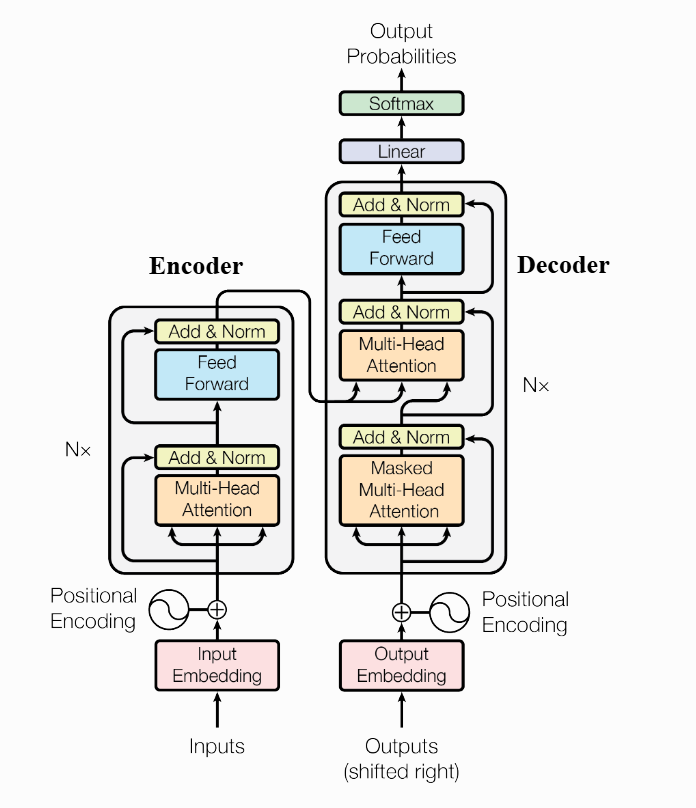 Output
Probabilities
Softmax
Linear
Add & Norm
Feed
Forward
Add & Norm
Multi-Head
Attention
Add & Norm
Masked
Multi-Head
Attention
Decoder
Nx
Encoder
Add & Norm
Feed
Forward
Add & Norm
Multi-Head
Attention
Nx
Positional
Encoding
Positional
Encoding
Input
Embedding
Output
Embedding
Inputs
Outputs
(shifted right)